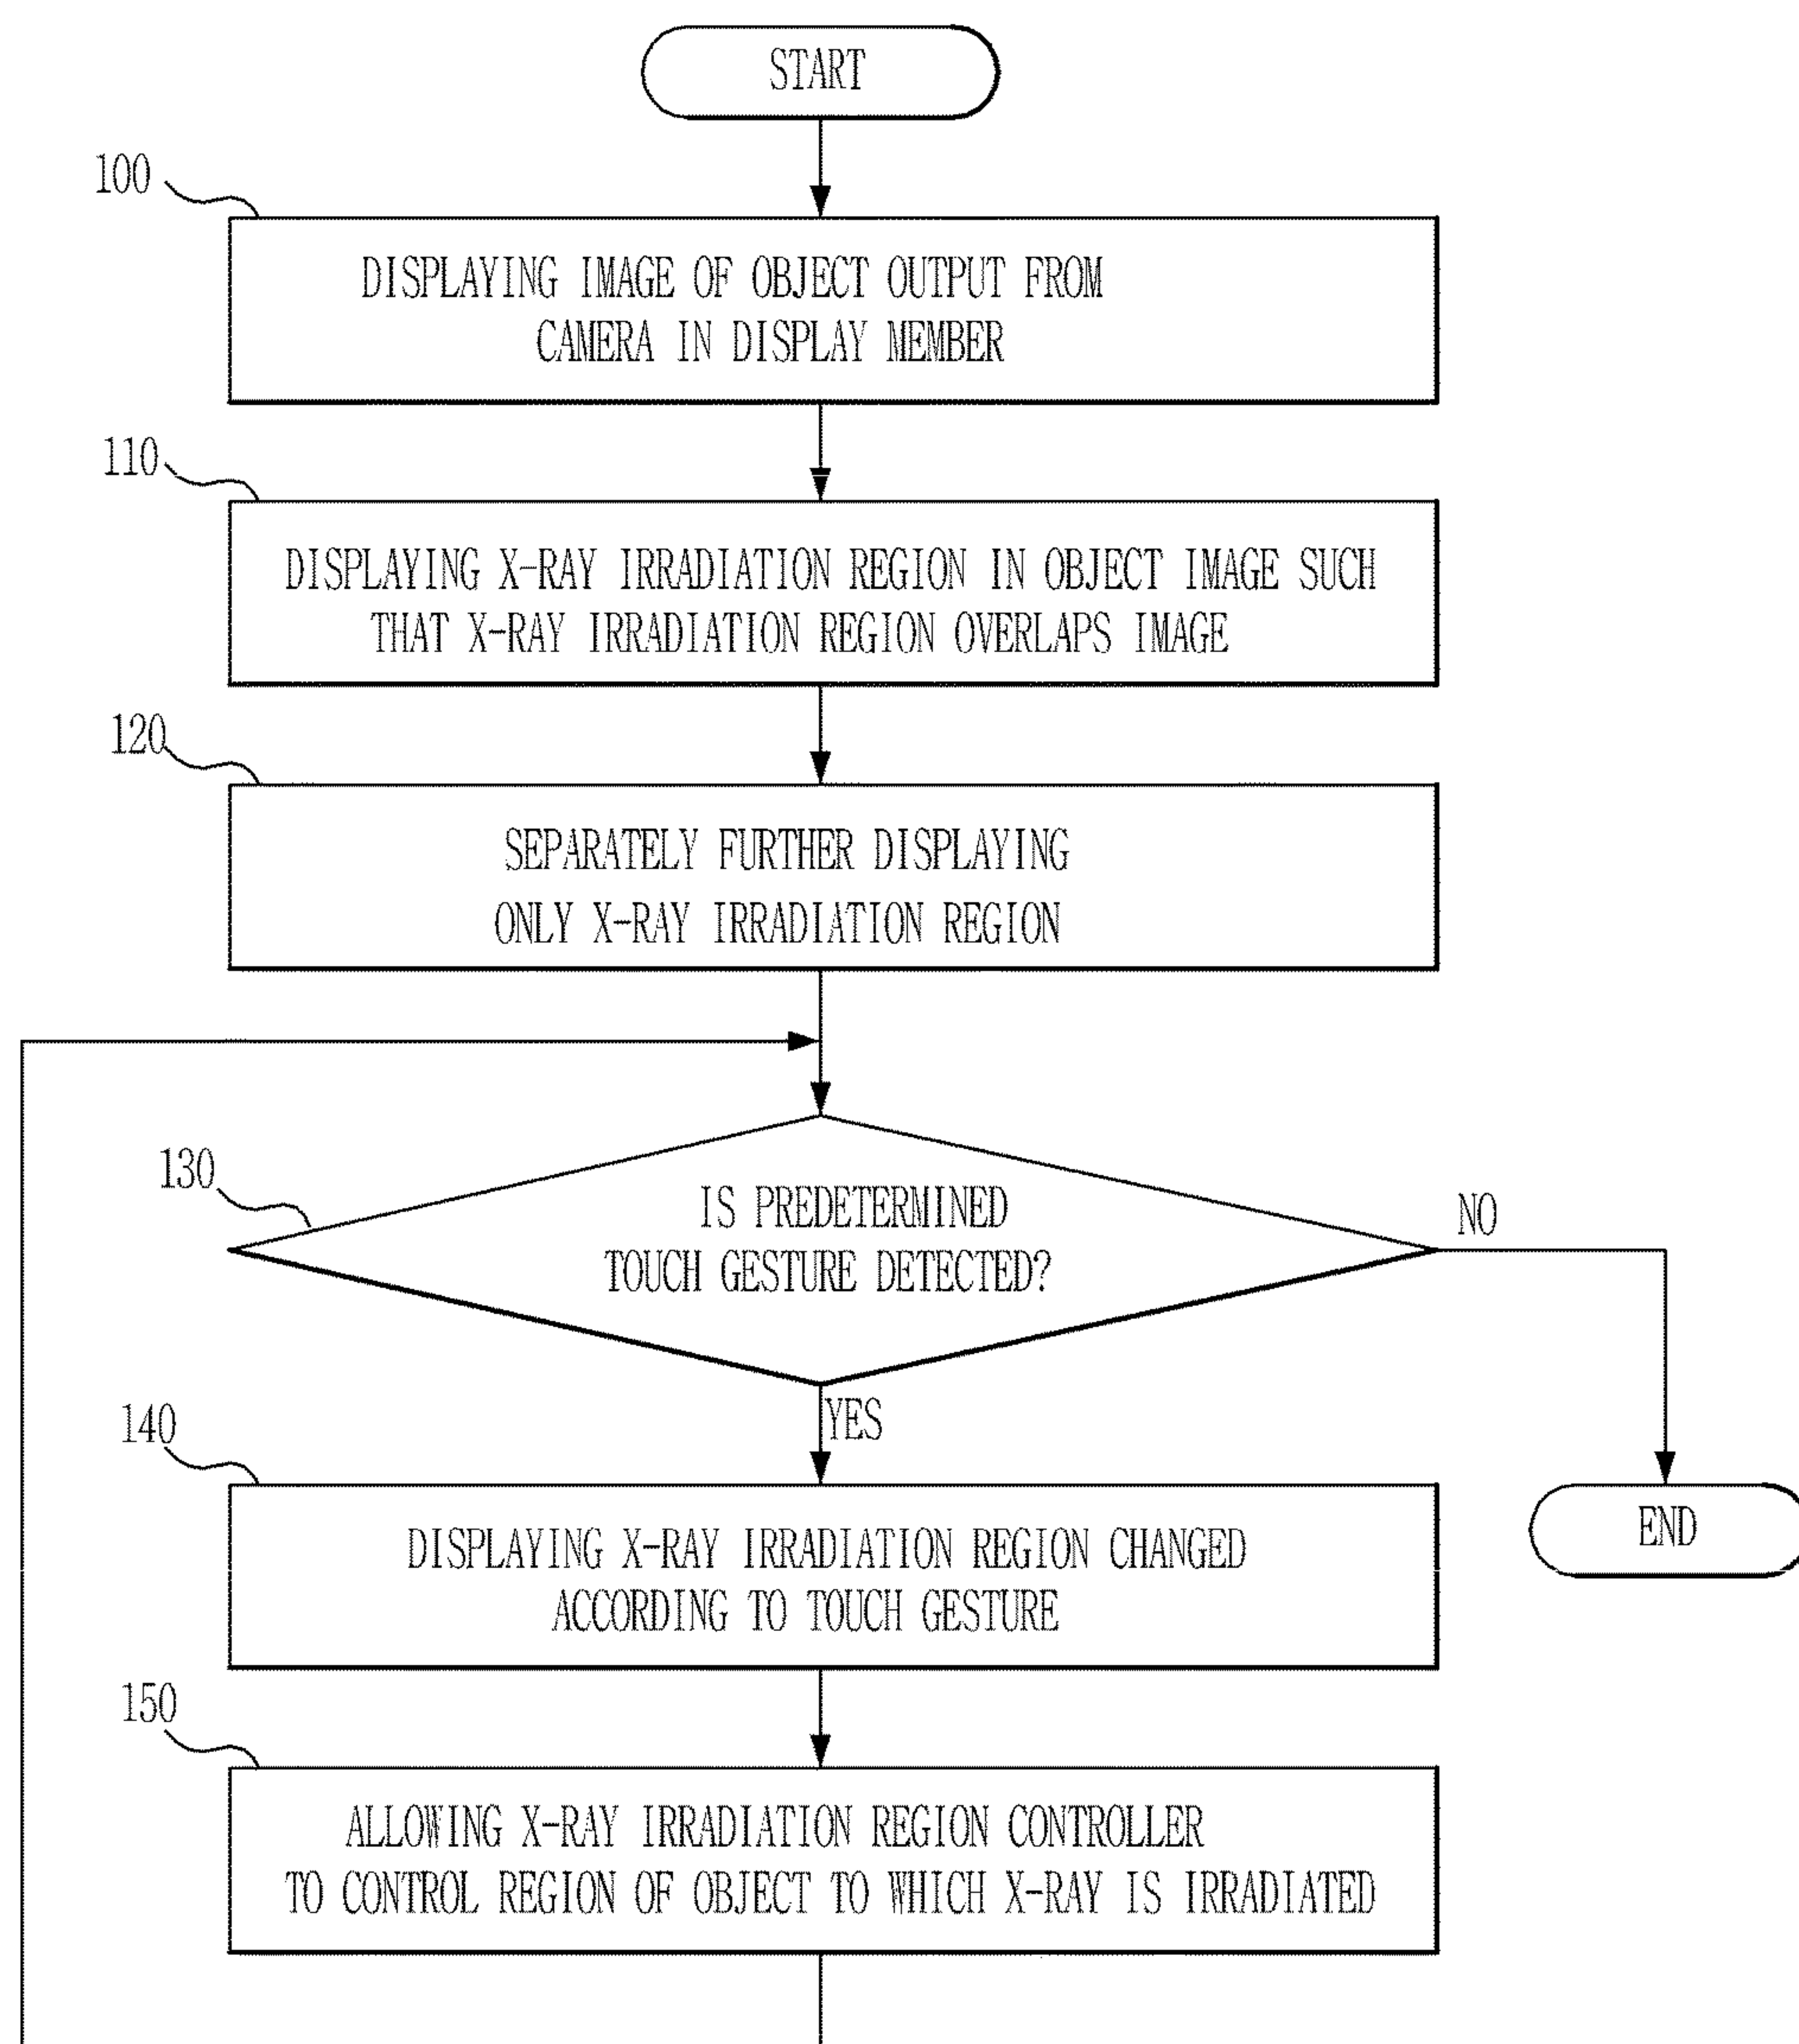 START
100
DISPLAYING IMAGE OF OBJECT OUTPUT FROM
CAMERA IN DISPLAY MEMBER
110
DISPLAYING X-RAY IRRADIATION REGION IN OBJECT IMAGE SUCH
THAT X-RAY IRRADIATION REGION OVERLAPS IMAGE
120
SEPARATELY FURTHER DISPLAYING
ONLY X-RAY IRRADIATION REGION
130
IS PREDETERMINED
TOUCH GESTURE DETECTED?
NO
YES
140
DISPLAYING X-RAY IRRADIATION REGION CHANGED
ACCORDING TO TOUCH GESTURE
END
150
ALLOWING X-RAY IRRADIATION REGION CONTROLLER
TO CONTROL REGION OF OBJECT TO WHICH X-RAY IS IRRADIATED